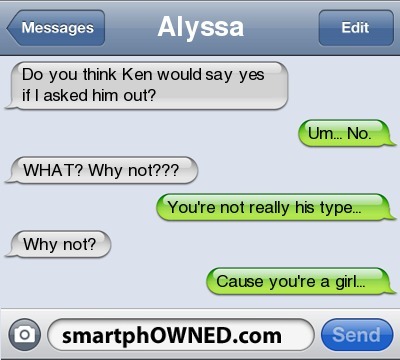 Messages
Alyssa
Edit
Do you think Ken would say yes
if I asked him out?
Um... No.
WHAT? Why not???
You're not really his type...
Why not?
Cause you're a girl...
smartphOWNED.com
Send